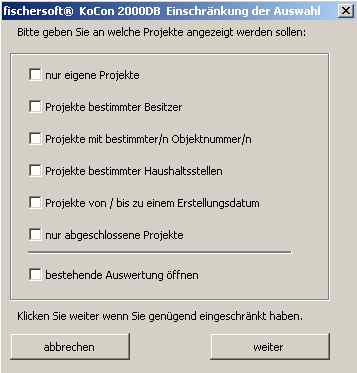 fischersoft® KoCon 2000DB Einschränkung der Auswahl
Bitte geben Sie an welche Projekte angezeigt werden sollen:
nur eigene Projekte
Projekte bestimmter Besitzer
Projekte mit bestimmter/n Objektnummer/n
Projekte bestimmter Haushaltsstellen
Projekte von / bis zu einem Erstellungsdatum
nur abgeschlossene Projekte
bestehende Auswertung öffnen
Klicken Sie weiter wenn Sie genügend eingeschränkt haben.
abbrechen weiter